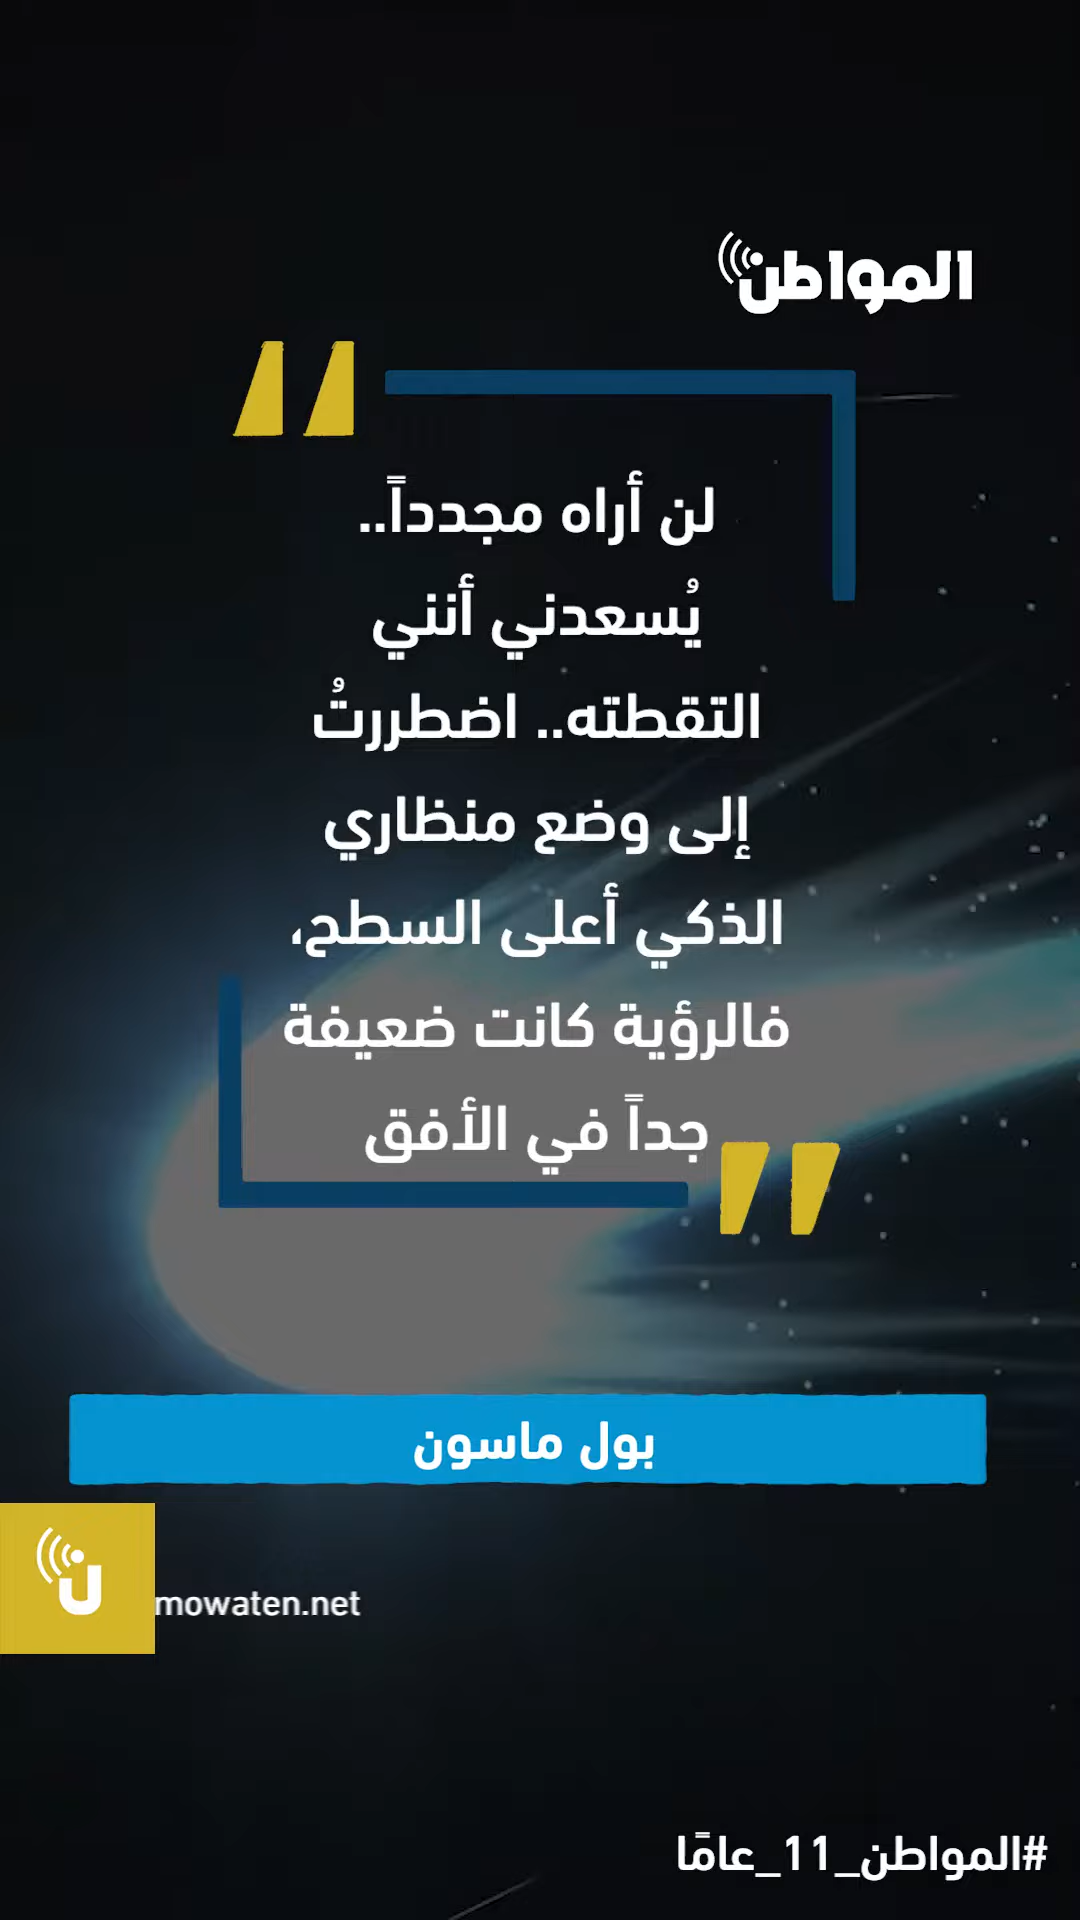 المواطن
لن أراه مجدداً..
يُسعدني أنني
التقطته.. اضطررتُ
إلى وضع منظاري
الذكي أعلى السطح،
فالرؤية كانت ضعيفة
جداً في الأفق
بول ماسون
mowaten.net
#المواطن_11_عامًا